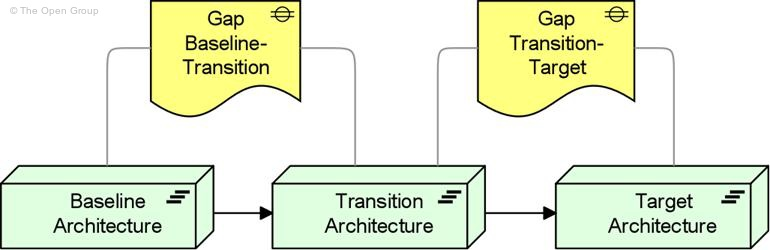 © The Open Group
Gap
Baseline-
Transition
Gap
Transition-
Target
Baseline
Architecture
Transition
Architecture
Target
Architecture